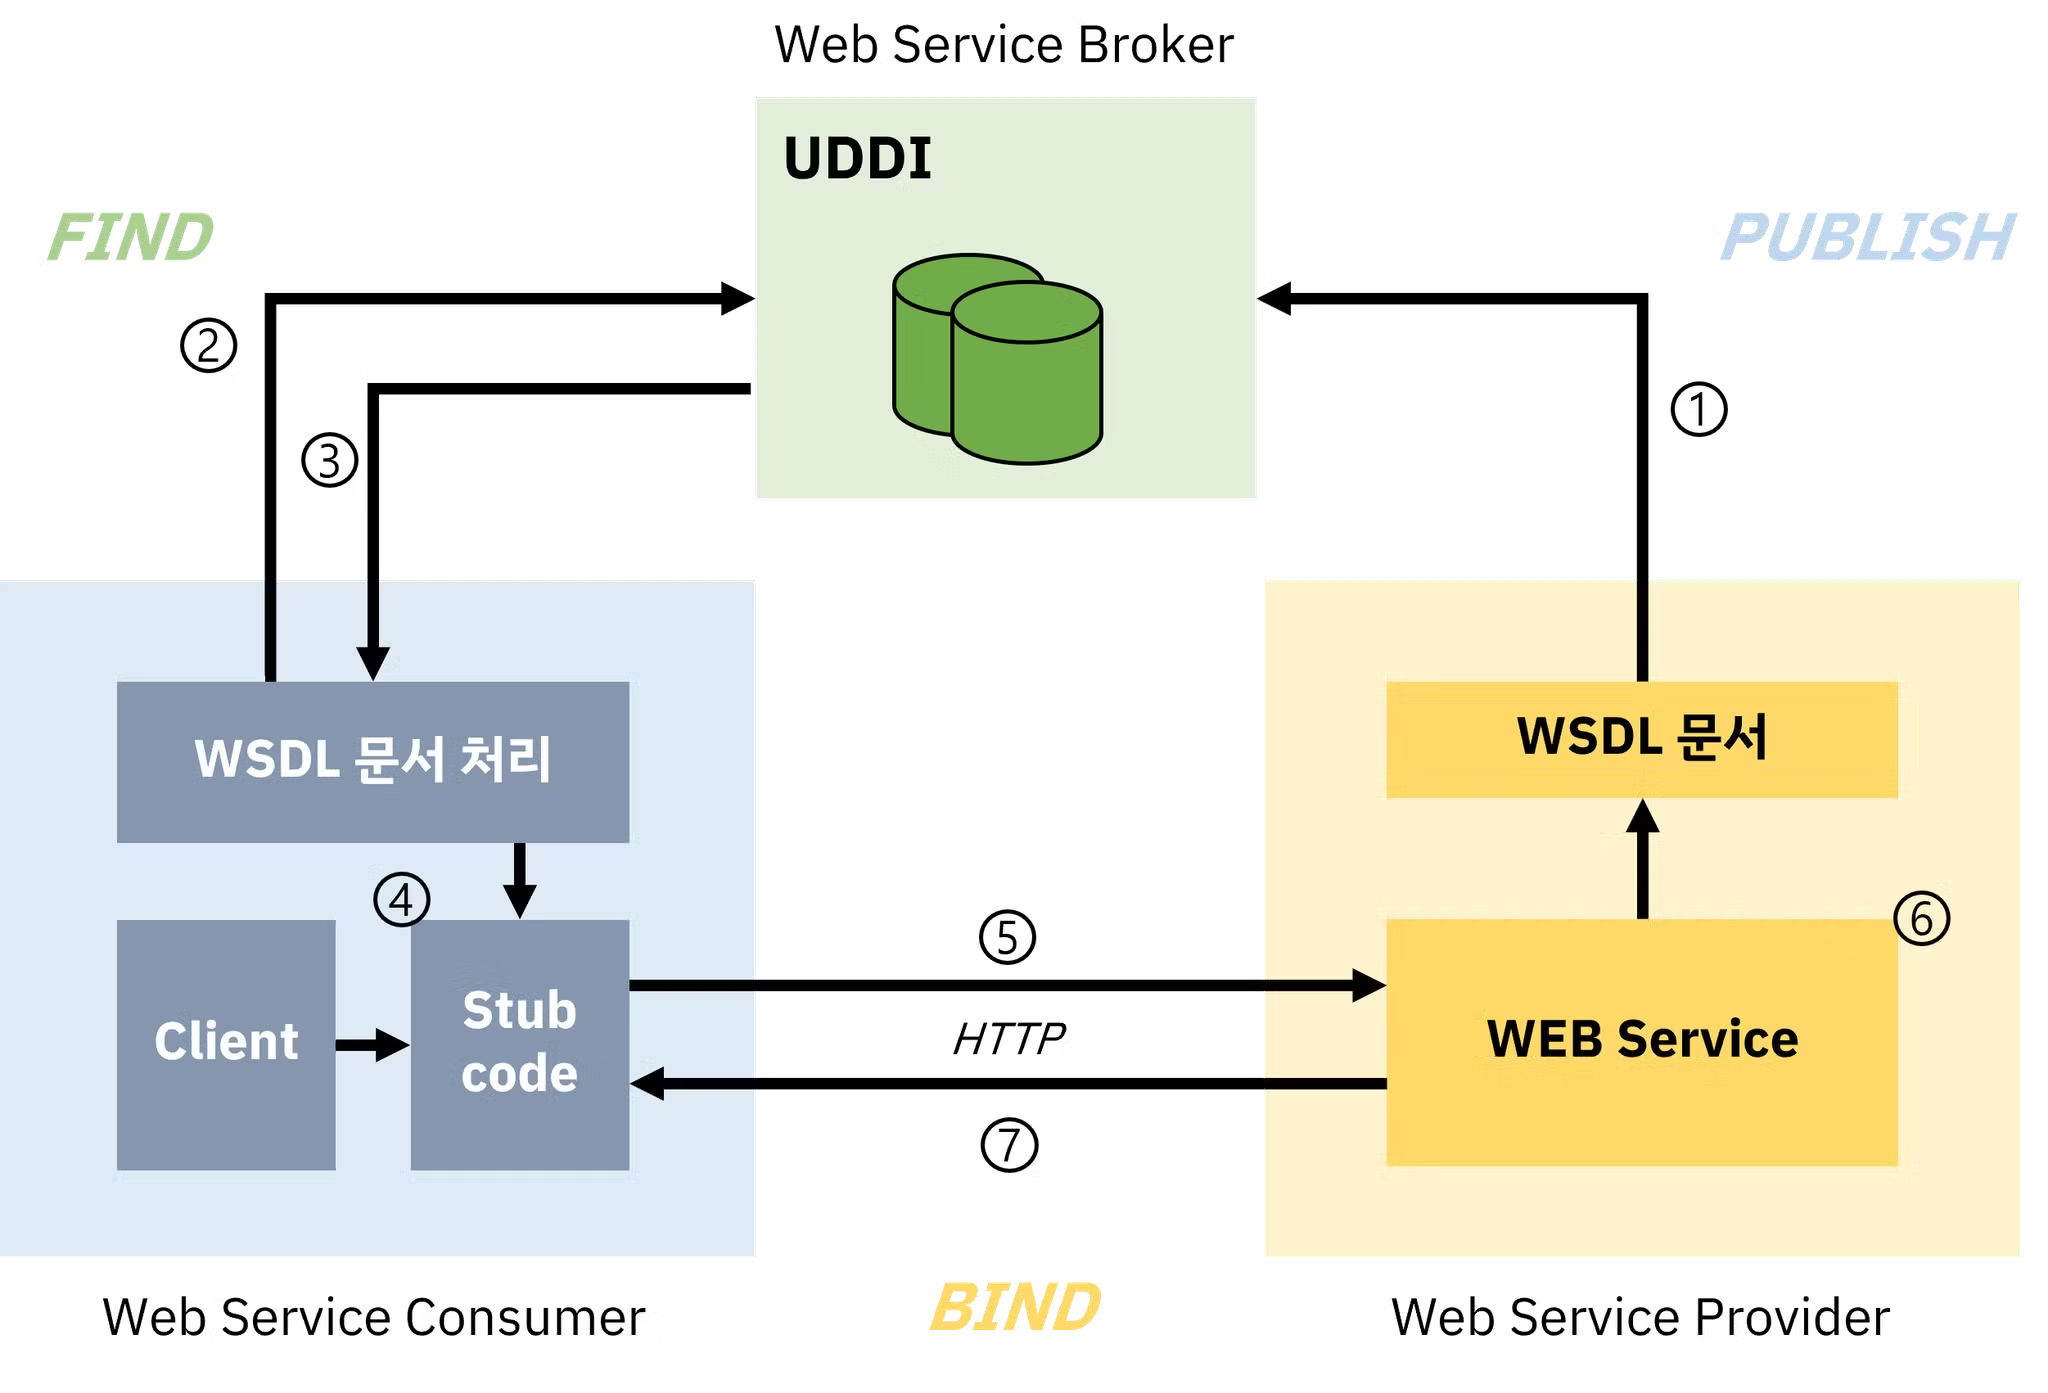 Web Service Broker
UDDI
FIND
PUBLISH
②
①
③
WSDL 문서 처리
WSDL 문서
④
⑤
⑥
Client
Stub
code
HTTP
WEB Service
⑦
BIND
Web Service Consumer
Web Service Provider